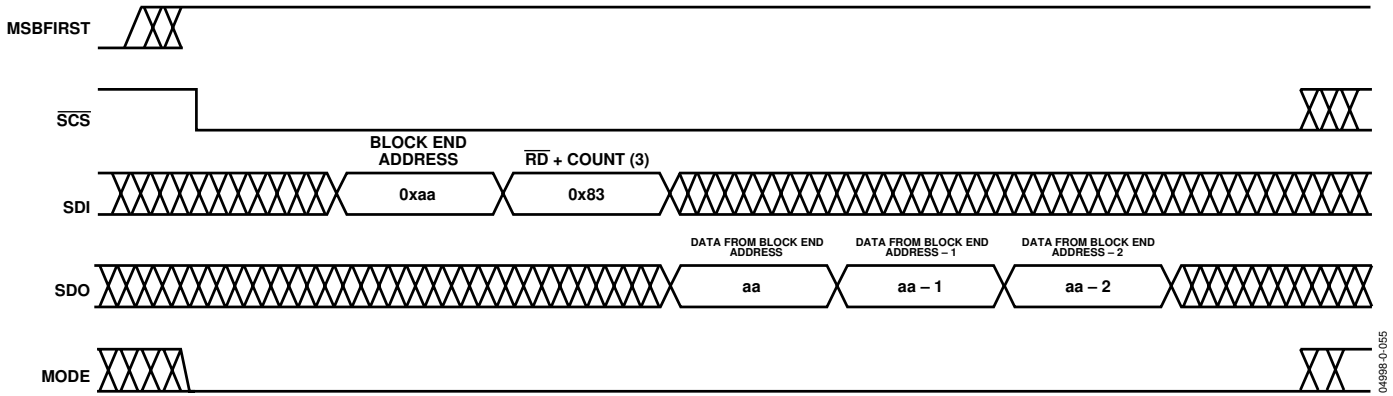 MSBFIRST
SCS
BLOCK END
ADDRESS
RD + COUNT (3)
SDI
0xaa
0x83
DATA FROM BLOCK END
ADDRESS
DATA FROM BLOCK END
ADDRESS – 1
DATA FROM BLOCK END
ADDRESS – 2
SDO
aa
aa – 1
aa – 2
MODE
04998-0-055